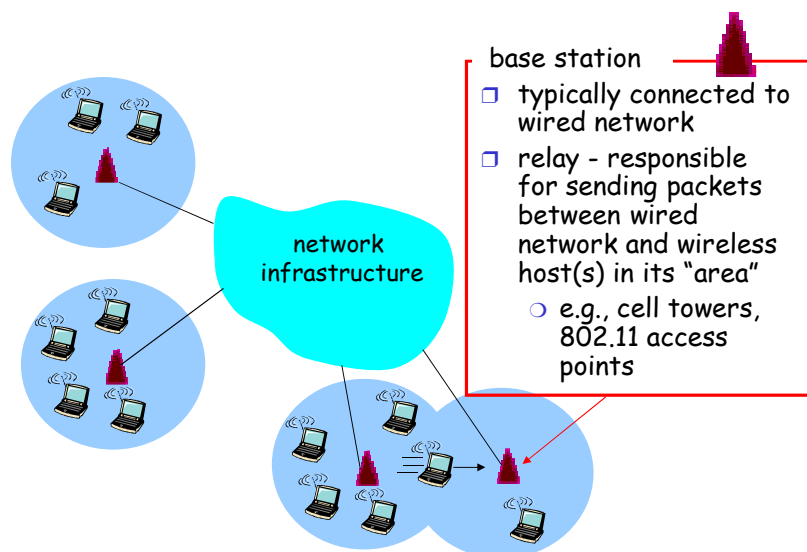 base station
typically connected to
wired network
relay - responsible
for sending packets
between wired
network and wireless
host(s) in its “area”
e.g., cell towers,
802.11 access
points
network
infrastructure